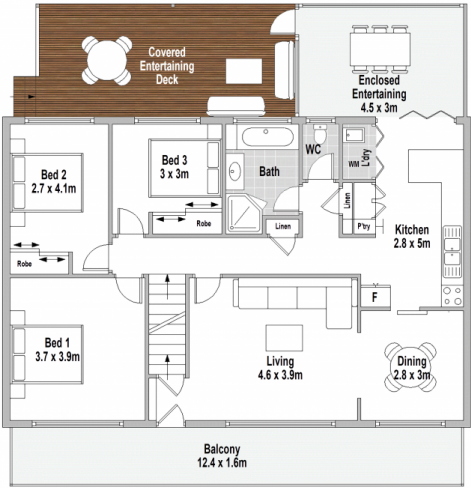 Covered
Entertaining
Deck
Enclosed
Entertaining
4.5 x 3m
Bed 2
2.7 x 4.1m
Bed 3
3 x 3m
Bath
WC
WM
L'dry
Robe
Linen
Linen
P'try
Kitchen
2.8 x 5m
Robe
F
Bed 1
3.7 x 3.9m
Living
4.6 x 3.9m
Dining
2.8 x 3m
Balcony
12.4 x 1.6m